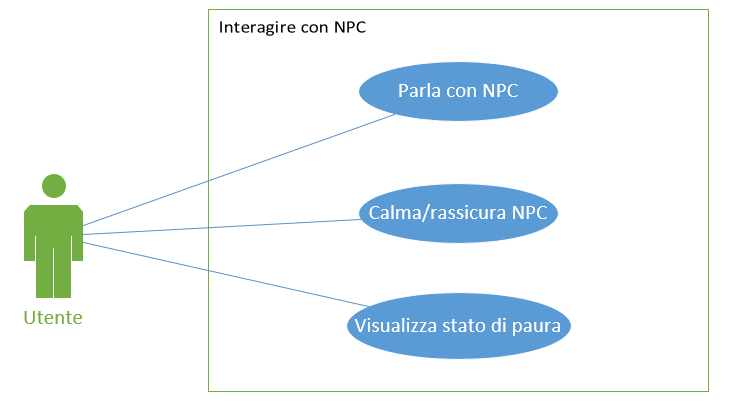 Interagire con NPC
Parla con NPC
Calma/rassicura NPC
Visualizza stato di paura
Utente